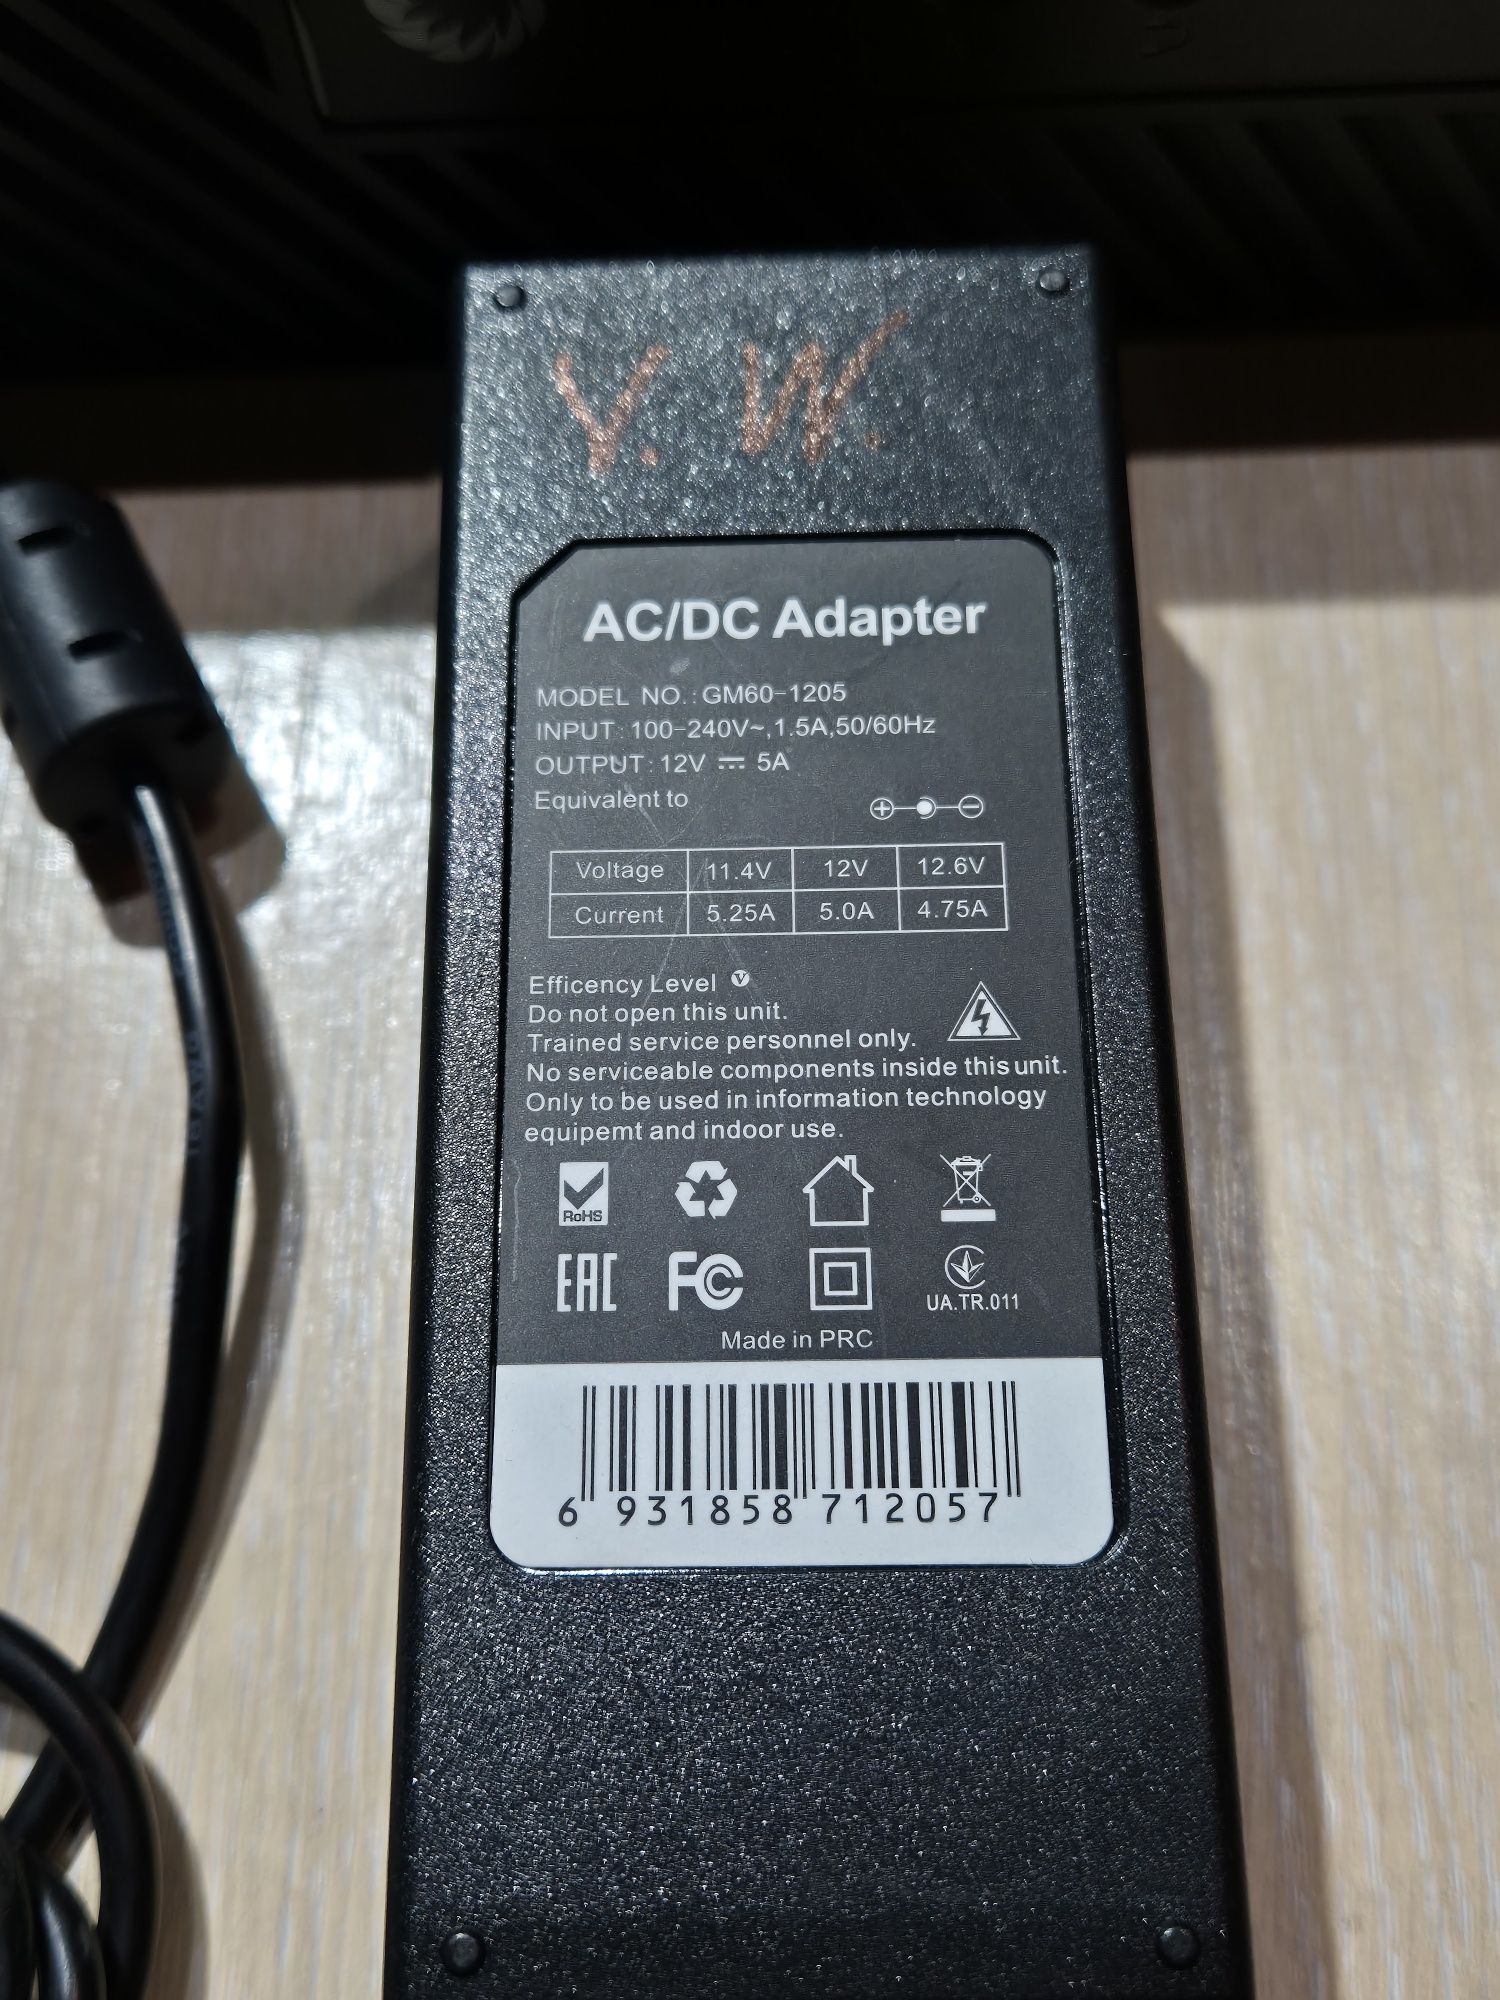 Y. W.
AC/DC Adapter
MODEL NO.: GM60-1205
INPUT: 100-240V~,1.5A,50/60Hz
OUTPUT: 12V ⎓ 5A
Equivalent to
Voltage 11.4V 12V 12.6V
Current 5.25A 5.0A 4.75A
Efficency Level V
Do not open this unit.
Trained service personnel only.
No serviceable components inside this unit.
Only to be used in information technology
equipemt and indoor use.
RoHS
EAC FC UA.TR.011
Made in PRC
6 931858 712057